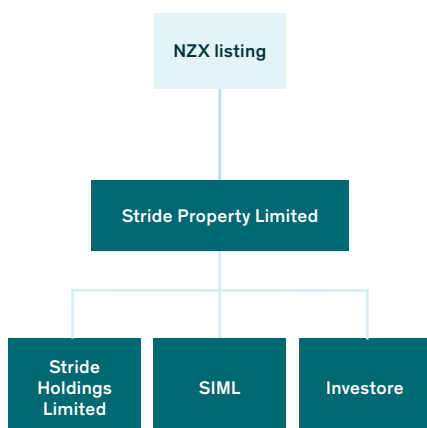 NZX listing
Stride Property Limited
Stride
Holdings
Limited
SIML
Investore